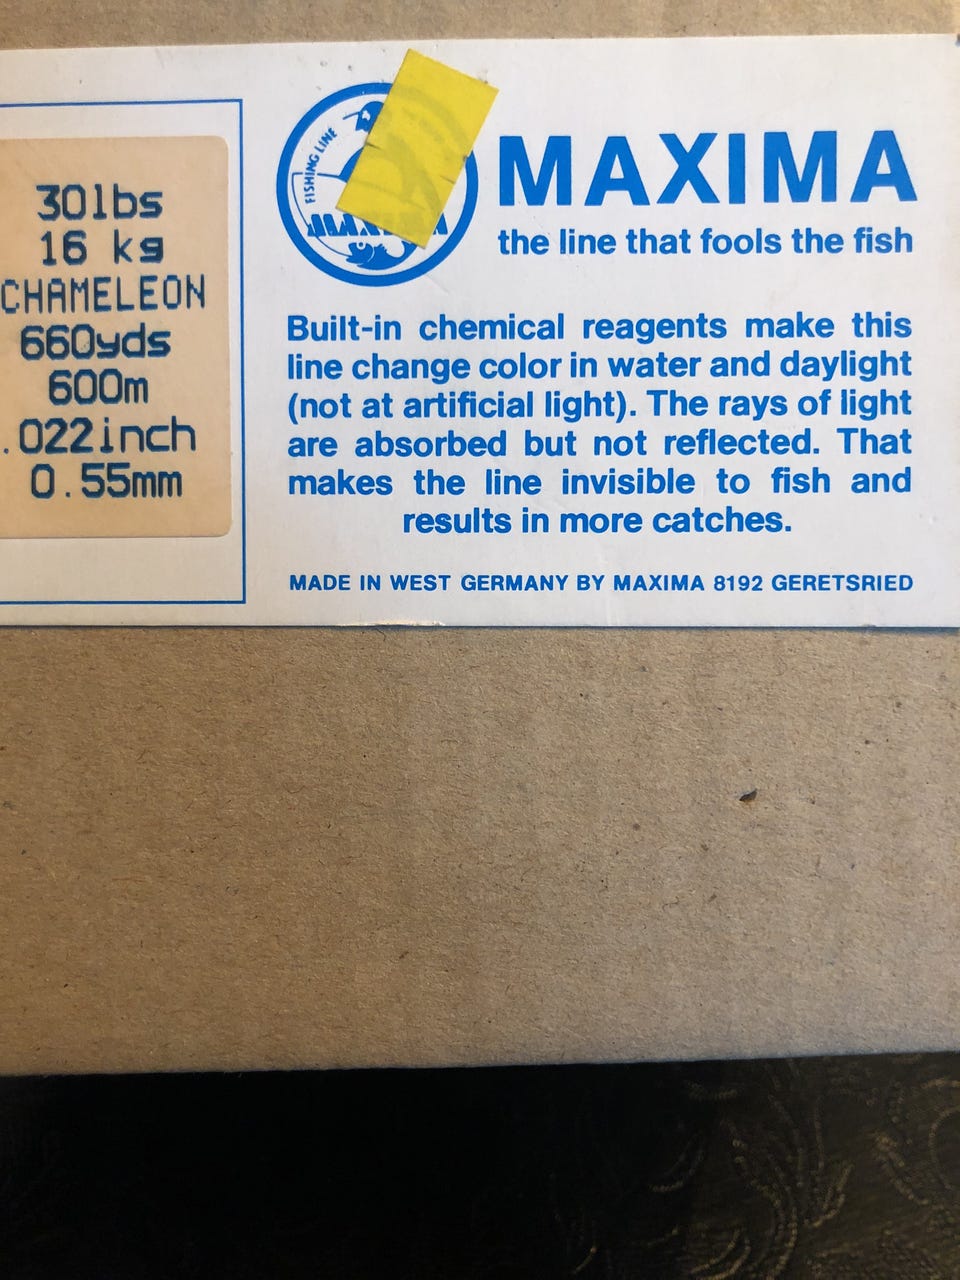 30lbs
16 kg
CHAMELEON
660yds
600m
.022inch
0.55mm
FISHING LINE
MAXIMA
MAXIMA
the line that fools the fish
Built-in chemical reagents make this
line change color in water and daylight
(not at artificial light). The rays of light
are absorbed but not reflected. That
makes the line invisible to fish and
results in more catches.
MADE IN WEST GERMANY BY MAXIMA 8192 GERETSRIED